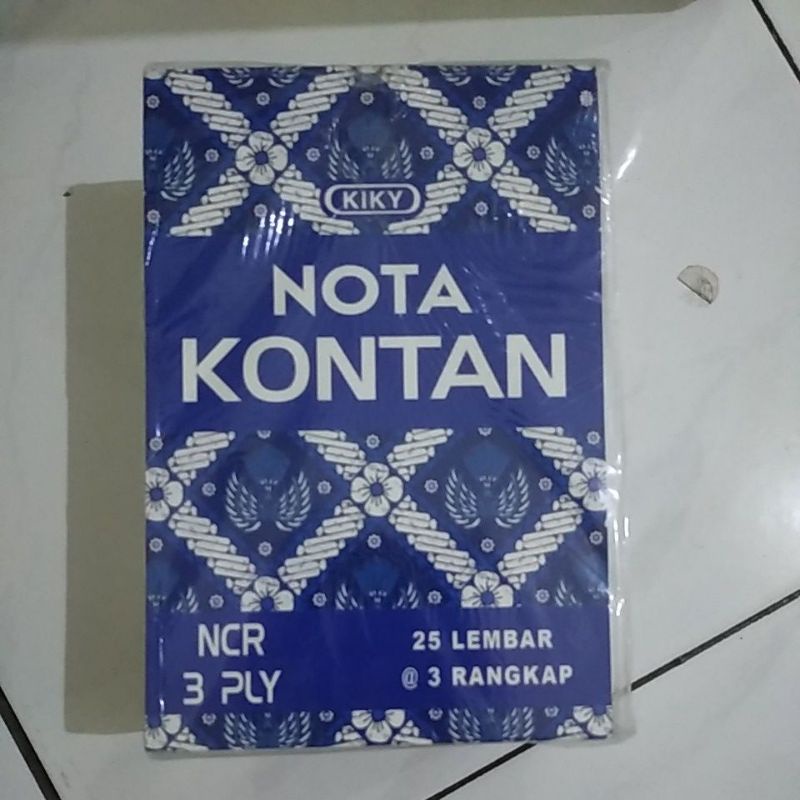 KIKY
NOTA
KONTAN
NCR
3 PLY
25 LEMBAR
@ 3 RANGKAP